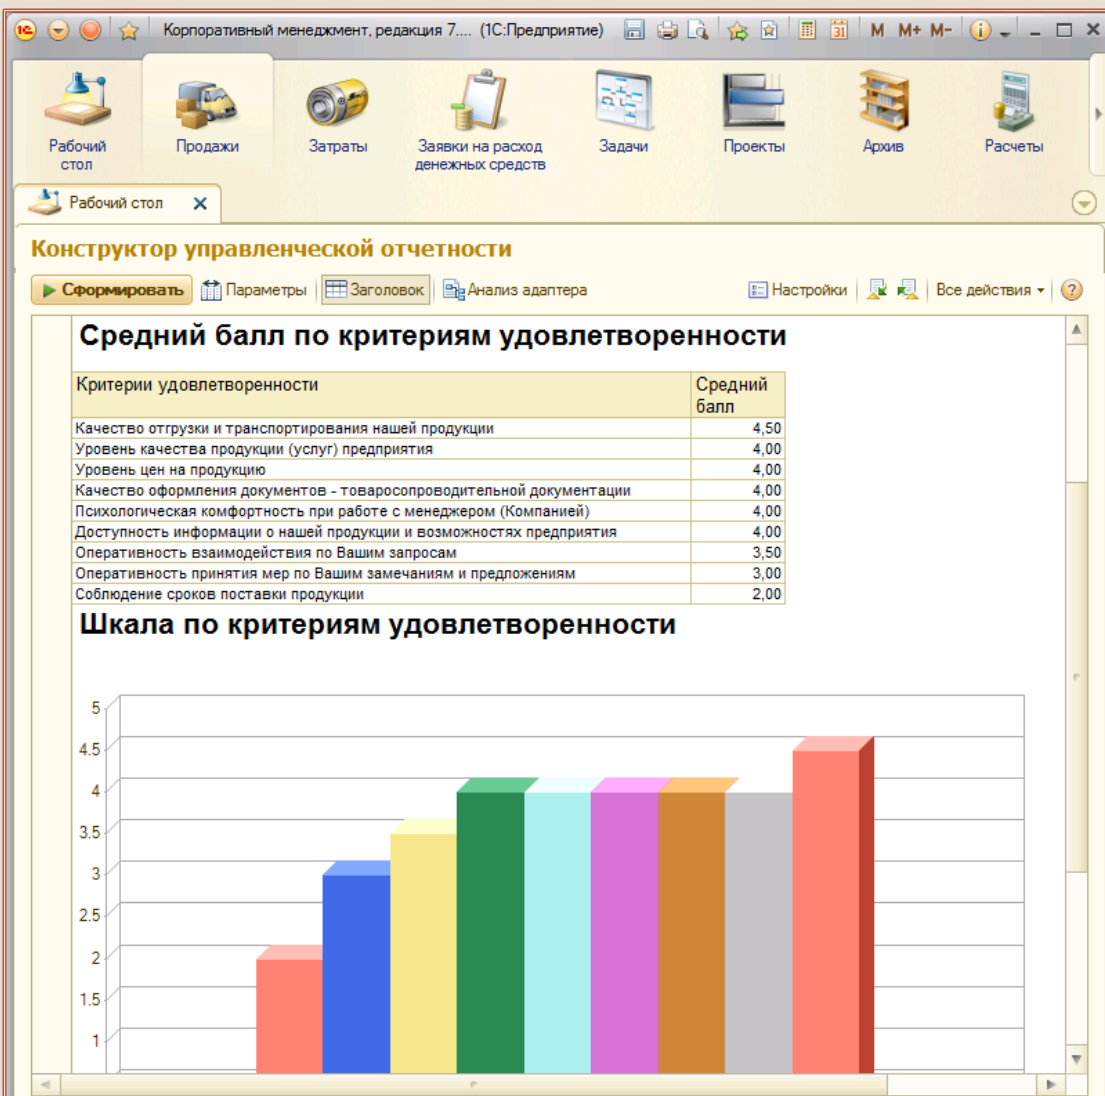 1С Корпоративный менеджмент, редакция 7.... (1С:Предприятие) 31 M M+ M- i
Рабочий стол
Продажи
Затраты
Заявки на расход денежных средств
Задачи
Проекты
Архив
Расчеты
Рабочий стол
Конструктор управленческой отчетности
Сформировать Параметры Заголовок Анализ адаптера Настройки Все действия ?
Средний балл по критериям удовлетворенности
Критерии удовлетворенности Средний балл
Качество отгрузки и транспортирования нашей продукции 4,50
Уровень качества продукции (услуг) предприятия 4,00
Уровень цен на продукцию 4,00
Качество оформления документов - товаросопроводительной документации 4,00
Психологическая комфортность при работе с менеджером (Компанией) 4,00
Доступность информации о нашей продукции и возможностях предприятия 4,00
Оперативность взаимодействия по Вашим запросам 3,50
Оперативность принятия мер по Вашим замечаниям и предложениям 3,00
Соблюдение сроков поставки продукции 2,00
Шкала по критериям удовлетворенности
5
4.5
4
3.5
3
2.5
2
1.5
1